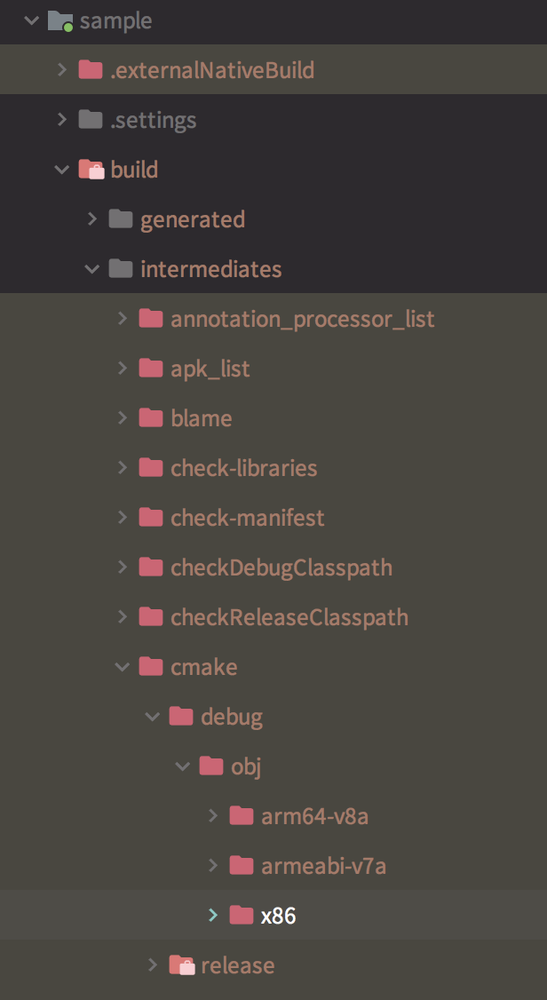 sample
.externalNativeBuild
.settings
build
generated
intermediates
annotation_processor_list
apk_list
blame
check-libraries
check-manifest
checkDebugClasspath
checkReleaseClasspath
cmake
debug
obj
arm64-v8a
armeabi-v7a
x86
release